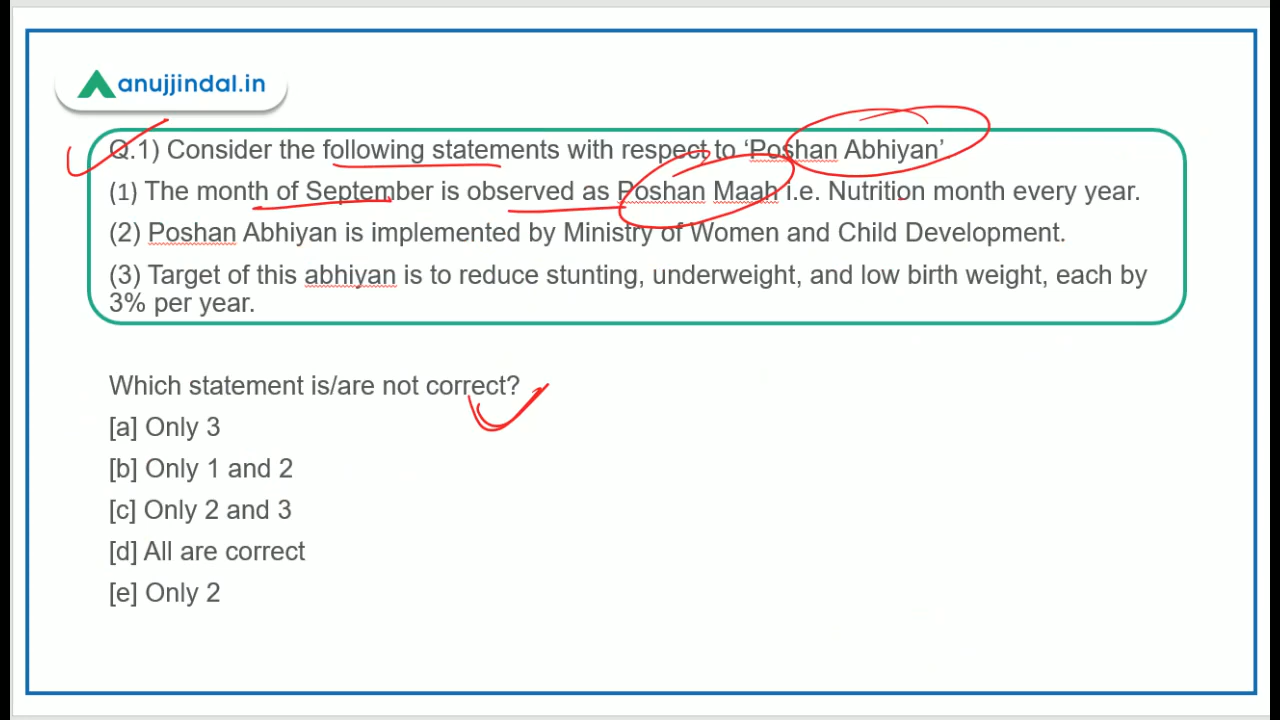 anujjindal.in
Q.1) Consider the following statements with respect to ‘Poshan Abhiyan’
(1) The month of September is observed as Poshan Maah i.e. Nutrition month every year.
(2) Poshan Abhiyan is implemented by Ministry of Women and Child Development.
(3) Target of this abhiyan is to reduce stunting, underweight, and low birth weight, each by
3% per year.
Which statement is/are not correct?
[a] Only 3
[b] Only 1 and 2
[c] Only 2 and 3
[d] All are correct
[e] Only 2